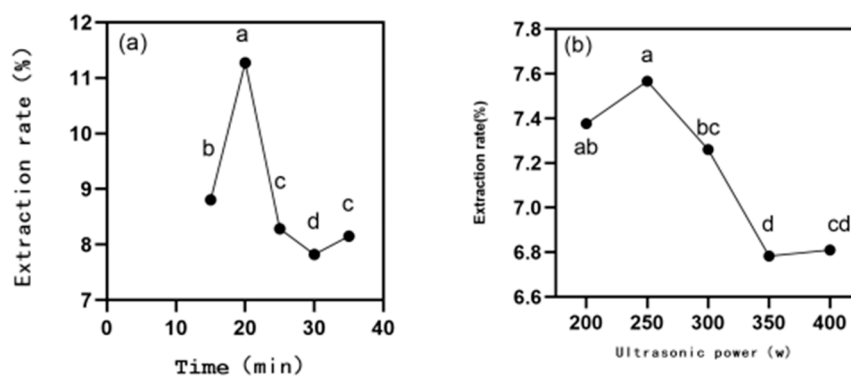 (a)
Extraction rate (%)
12
11
10
9
8
7
a
b
c
d
c
0
10
20
30
40
Time (min)
(b)
Extraction rate(%)
7.8
7.6
7.4
7.2
7.0
6.8
6.6
a
ab
bc
d
cd
200
250
300
350
400
Ultrasonic power (w)